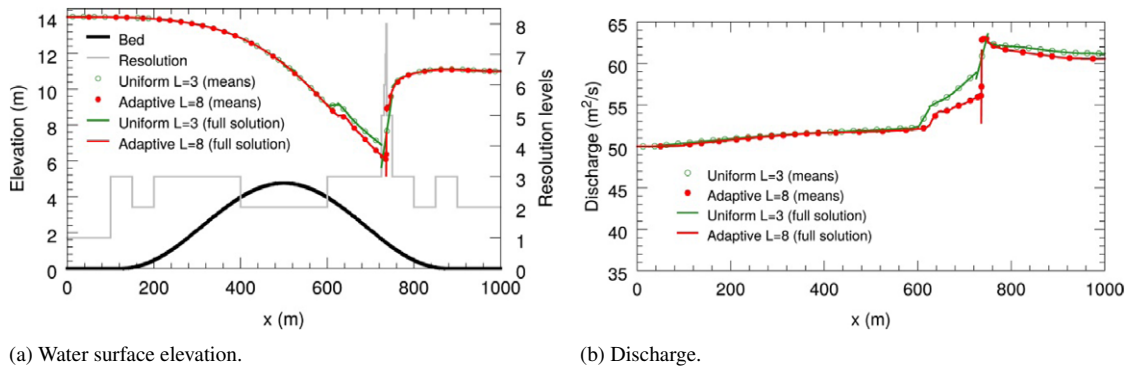 14
12
10
8
6
4
2
0
Elevation (m)
Bed
Resolution
Uniform L=3 (means)
Adaptive L=8 (means)
Uniform L=3 (full solution)
Adaptive L=8 (full solution)
8
7
6
5
4
3
2
1
0
Resolution levels
0 200 400 600 800 1000
x (m)
(a) Water surface elevation.
65
60
55
50
45
40
35
Discharge (m²/s)
Uniform L=3 (means)
Adaptive L=8 (means)
Uniform L=3 (full solution)
Adaptive L=8 (full solution)
0 200 400 600 800 1000
x (m)
(b) Discharge.